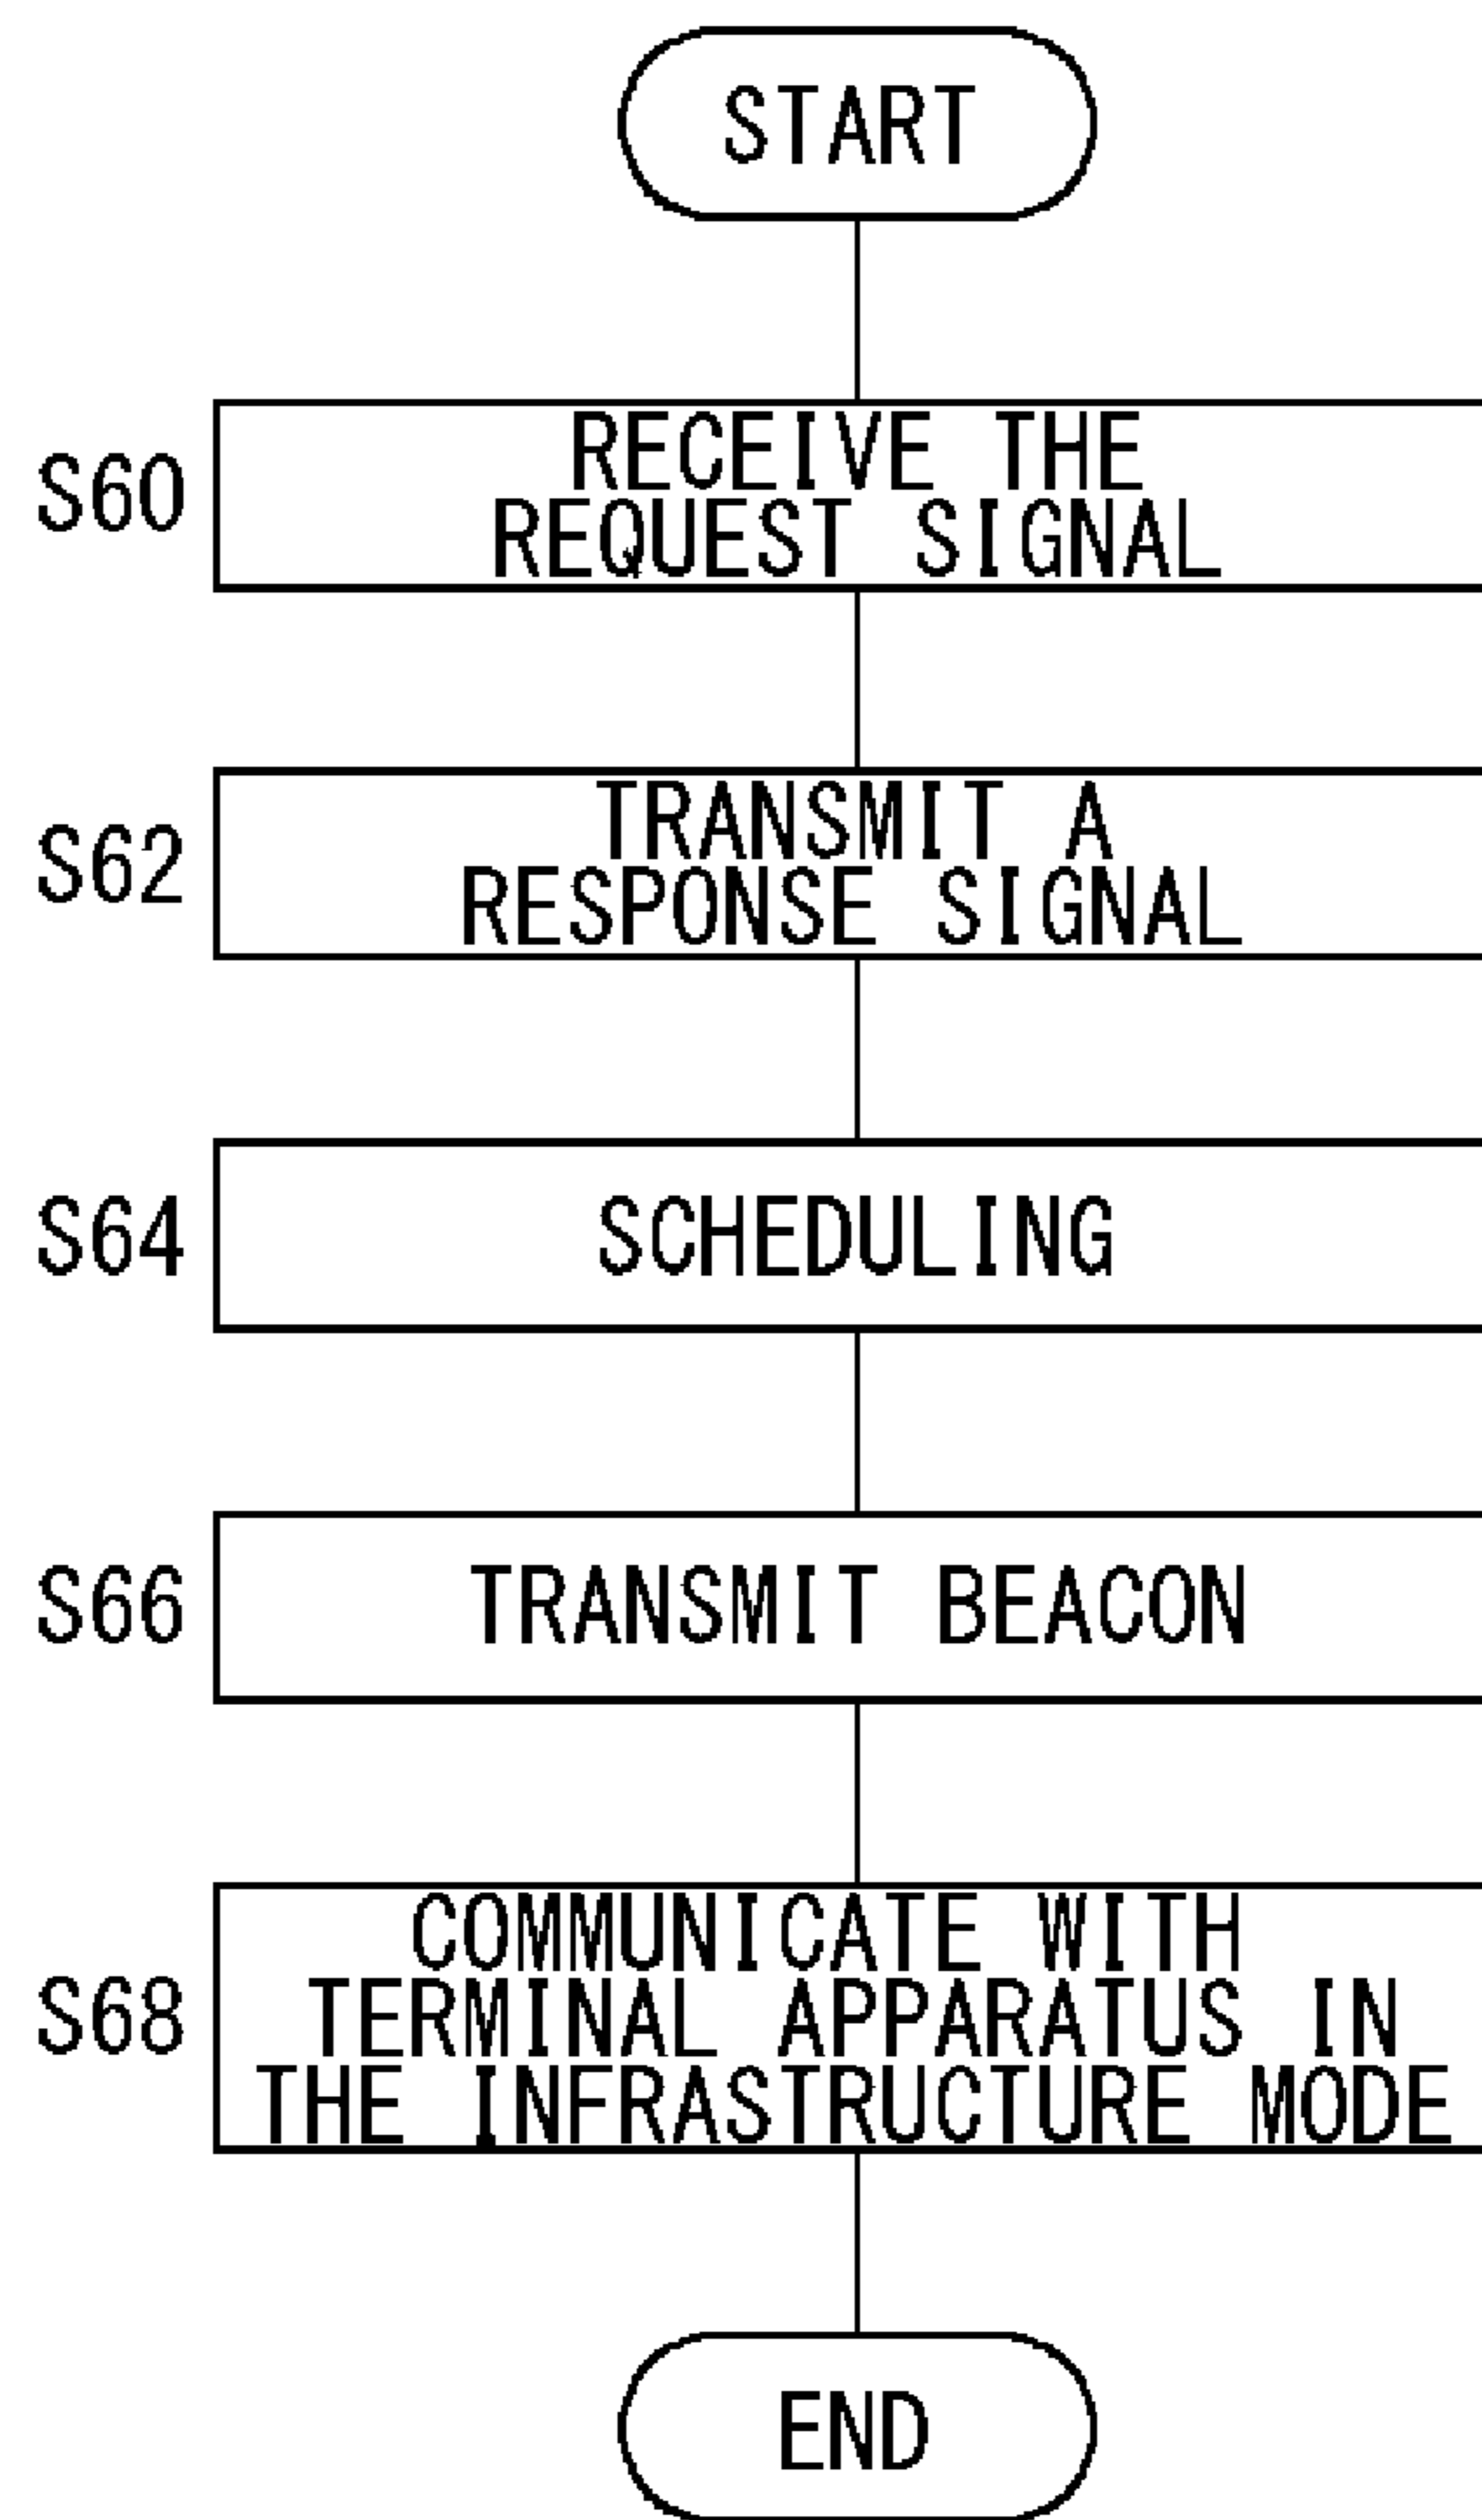 START
S60
RECEIVE THE
REQUEST SIGNAL
S62
TRANSMIT A
RESPONSE SIGNAL
S64
SCHEDULING
S66
TRANSMIT BEACON
S68
COMMUNICATE WITH
TERMINAL APPARATUS IN
THE INFRASTRUCTURE MODE
END